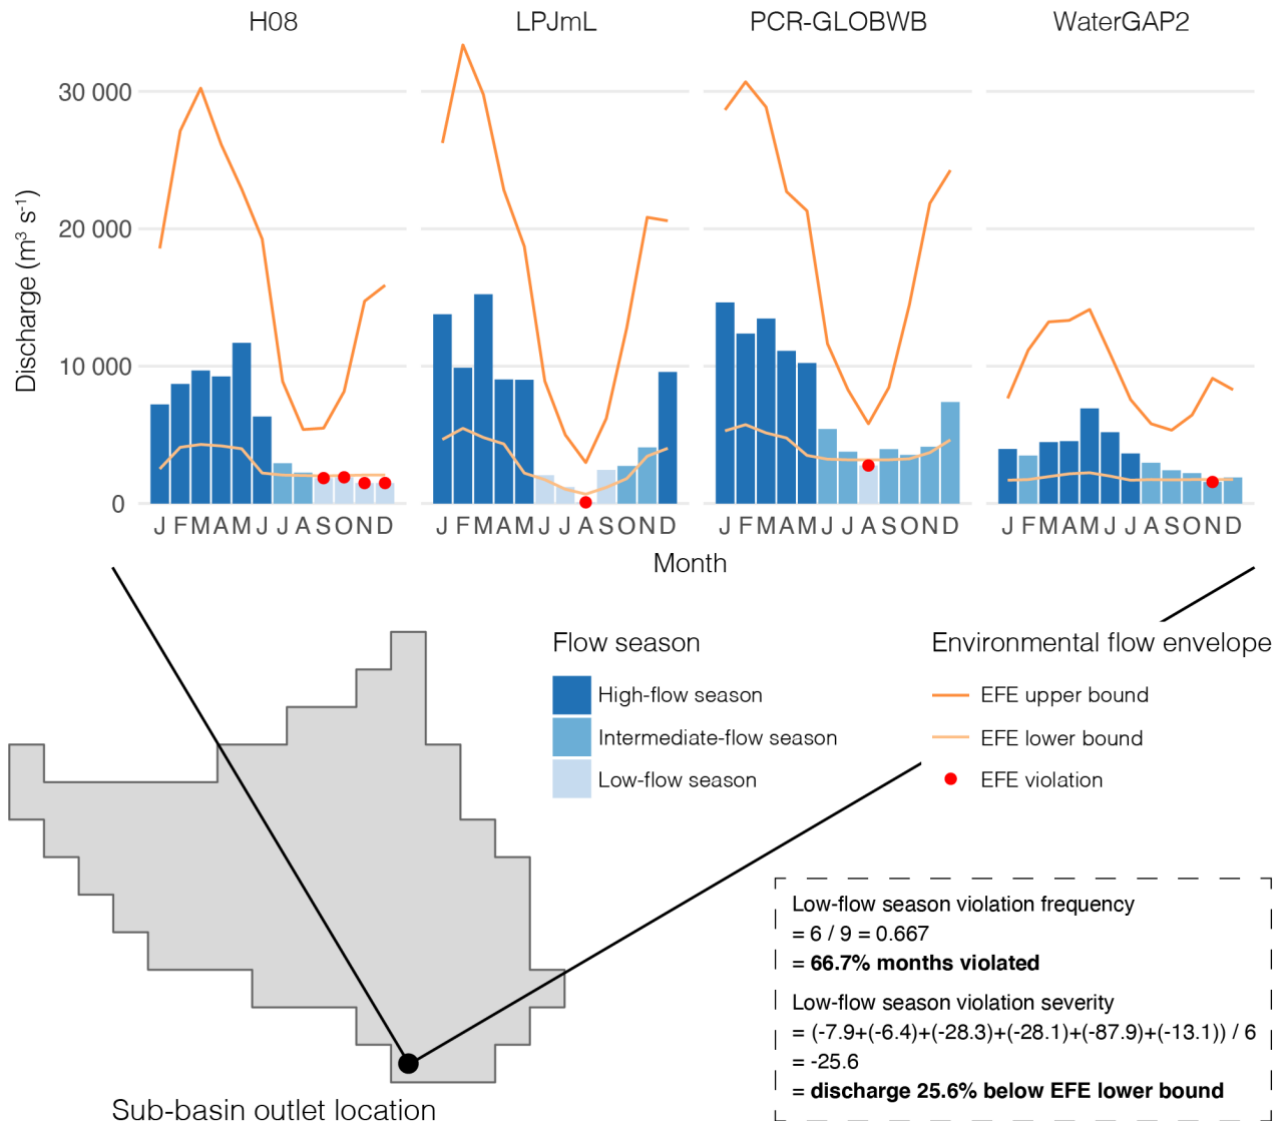 H08 LPJmL PCR-GLOBWB WaterGAP2
Discharge (m³ s⁻¹)
30 000
20 000
10 000
0
J F M A M J J A S O N D J F M A M J J A S O N D J F M A M J J A S O N D J F M A M J J A S O N D
Month
Flow season
High-flow season
Intermediate-flow season
Low-flow season
Environmental flow envelope
EFE upper bound
EFE lower bound
EFE violation
Low-flow season violation frequency
= 6 / 9 = 0.667
= 66.7% months violated
Low-flow season violation severity
= (-7.9+(-6.4)+(-28.3)+(-28.1)+(-87.9)+(-13.1)) / 6
= -25.6
= discharge 25.6% below EFE lower bound
Sub-basin outlet location